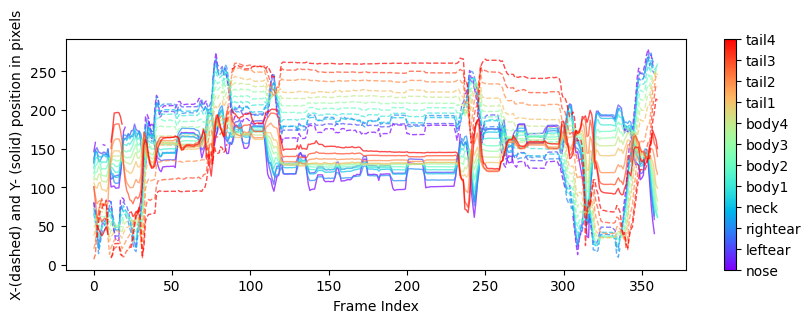 X-(dashed) and Y- (solid) position in pixels
250
200
150
100
50
0
0 50 100 150 200 250 300 350
Frame Index
tail4
tail3
tail2
tail1
body4
body3
body2
body1
neck
rightear
leftear
nose